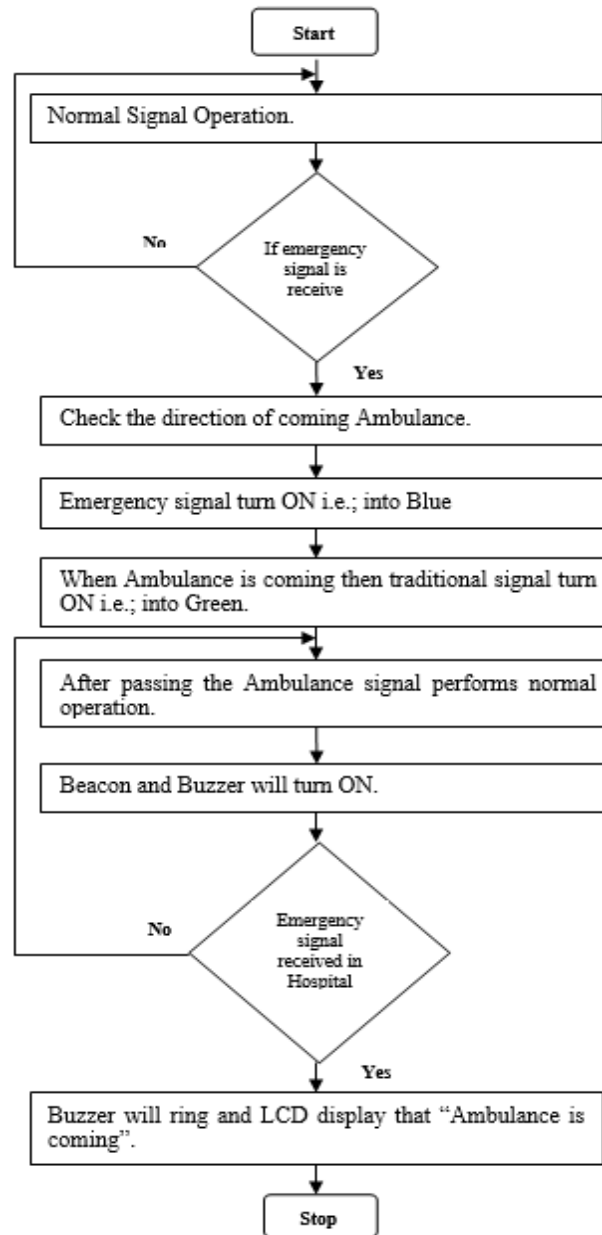 Start
Normal Signal Operation.
No
If emergency
signal is
receive
Yes
Check the direction of coming Ambulance.
Emergency signal turn ON i.e.; into Blue
When Ambulance is coming then traditional signal turn
ON i.e.; into Green.
After passing the Ambulance signal performs normal
operation.
Beacon and Buzzer will turn ON.
No
Emergency
signal
received in
Hospital
Yes
Buzzer will ring and LCD display that “Ambulance is
coming”.
Stop